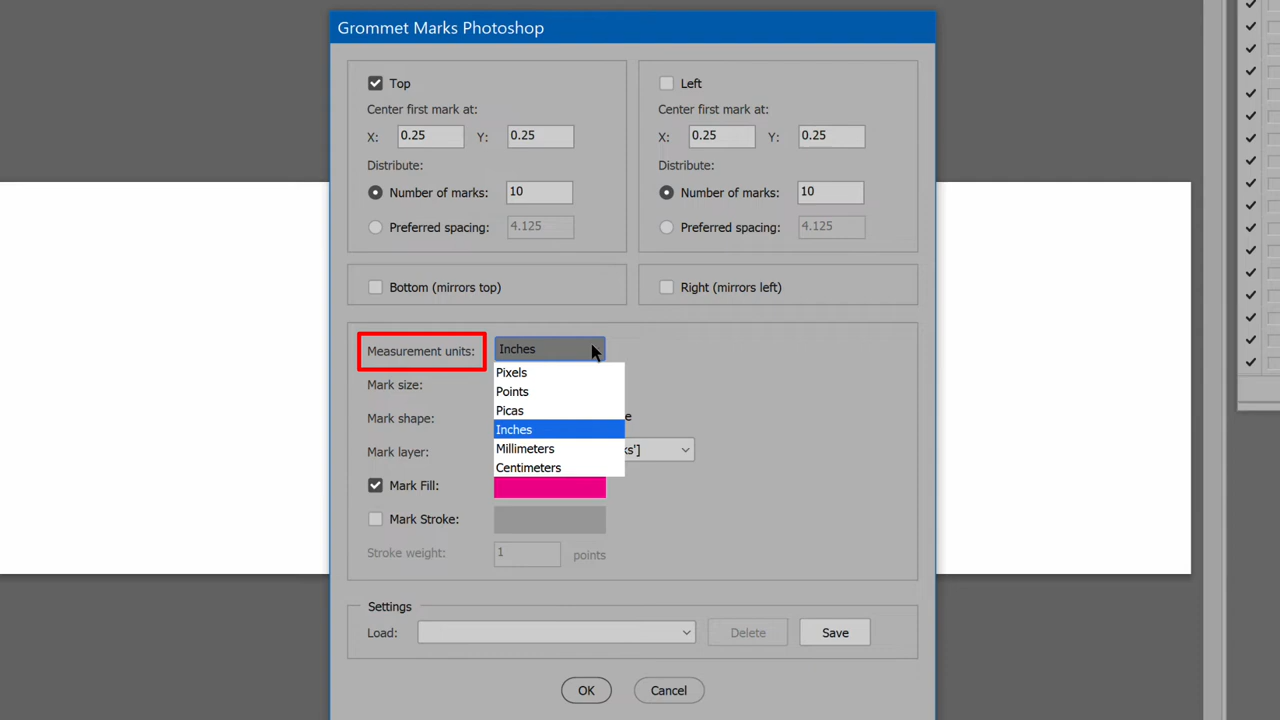 Grommet Marks Photoshop
Top
Center first mark at:
X: 0.25 Y: 0.25
Distribute:
Number of marks: 10
Preferred spacing: 4.125
Left
Center first mark at:
X: 0.25 Y: 0.25
Distribute:
Number of marks: 10
Preferred spacing: 4.125
Bottom (mirrors top)
Right (mirrors left)
Measurement units: Inches
Pixels
Points
Picas
Inches
Millimeters
Centimeters
Mark size:
Mark shape: e
Mark layer: ks']
Mark Fill:
Mark Stroke:
Stroke weight: 1 points
Settings
Load:
Delete
Save
OK
Cancel